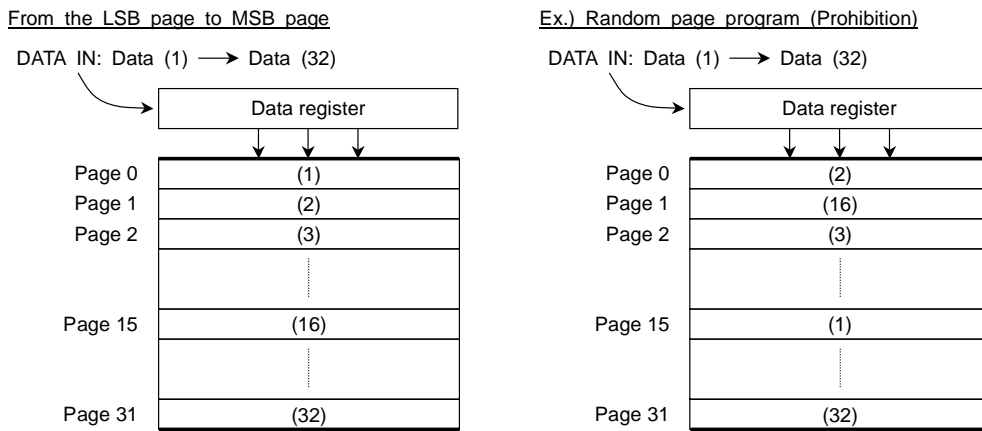 From the LSB page to MSB page
DATA IN: Data (1) → Data (32)
Data register
Page 0 (1)
Page 1 (2)
Page 2 (3)
Page 15 (16)
Page 31 (32)
Ex.) Random page program (Prohibition)
DATA IN: Data (1) → Data (32)
Data register
Page 0 (2)
Page 1 (16)
Page 2 (3)
Page 15 (1)
Page 31 (32)